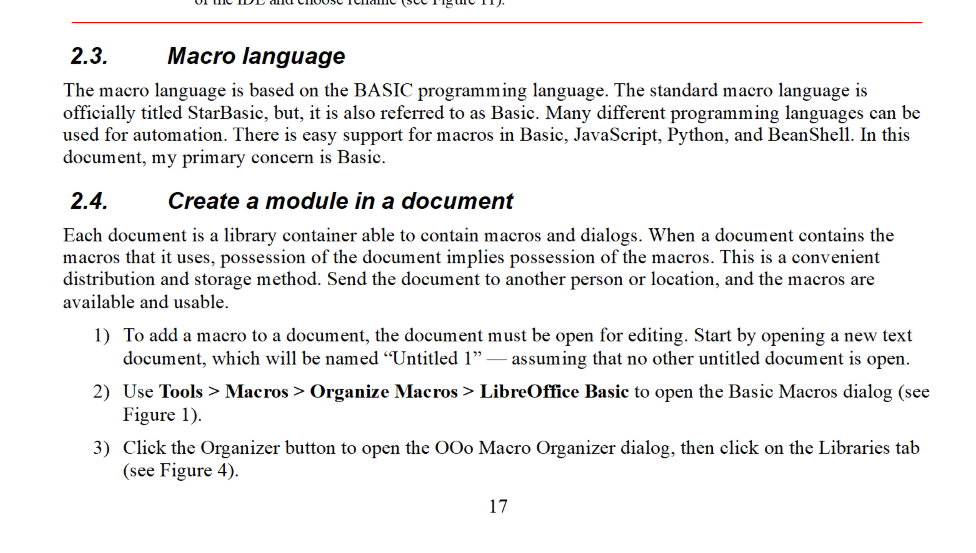 of the IDE and choose rename (see Figure 11).
2.3. Macro language
The macro language is based on the BASIC programming language. The standard macro language is
officially titled StarBasic, but, it is also referred to as Basic. Many different programming languages can be
used for automation. There is easy support for macros in Basic, JavaScript, Python, and BeanShell. In this
document, my primary concern is Basic.
2.4. Create a module in a document
Each document is a library container able to contain macros and dialogs. When a document contains the
macros that it uses, possession of the document implies possession of the macros. This is a convenient
distribution and storage method. Send the document to another person or location, and the macros are
available and usable.
1) To add a macro to a document, the document must be open for editing. Start by opening a new text
document, which will be named “Untitled 1” — assuming that no other untitled document is open.
2) Use Tools > Macros > Organize Macros > LibreOffice Basic to open the Basic Macros dialog (see
Figure 1).
3) Click the Organizer button to open the OOo Macro Organizer dialog, then click on the Libraries tab
(see Figure 4).
17